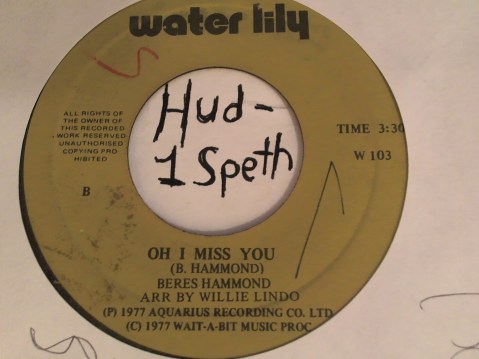 water lily
ALL RIGHTS OF
THE OWNER OF
THIS RECORDED
WORK RESERVED
UNAUTHORISED
COPYING PRO-
HIBITED
Hud-
1 Speth
TIME 3:30
W 103
B
OH I MISS YOU
(B. HAMMOND)
BERES HAMMOND
ARR BY WILLIE LINDO
(P) 1977 AQUARIUS RECORDING CO. LTD
(C) 1977 WAIT-A-BIT MUSIC PROC